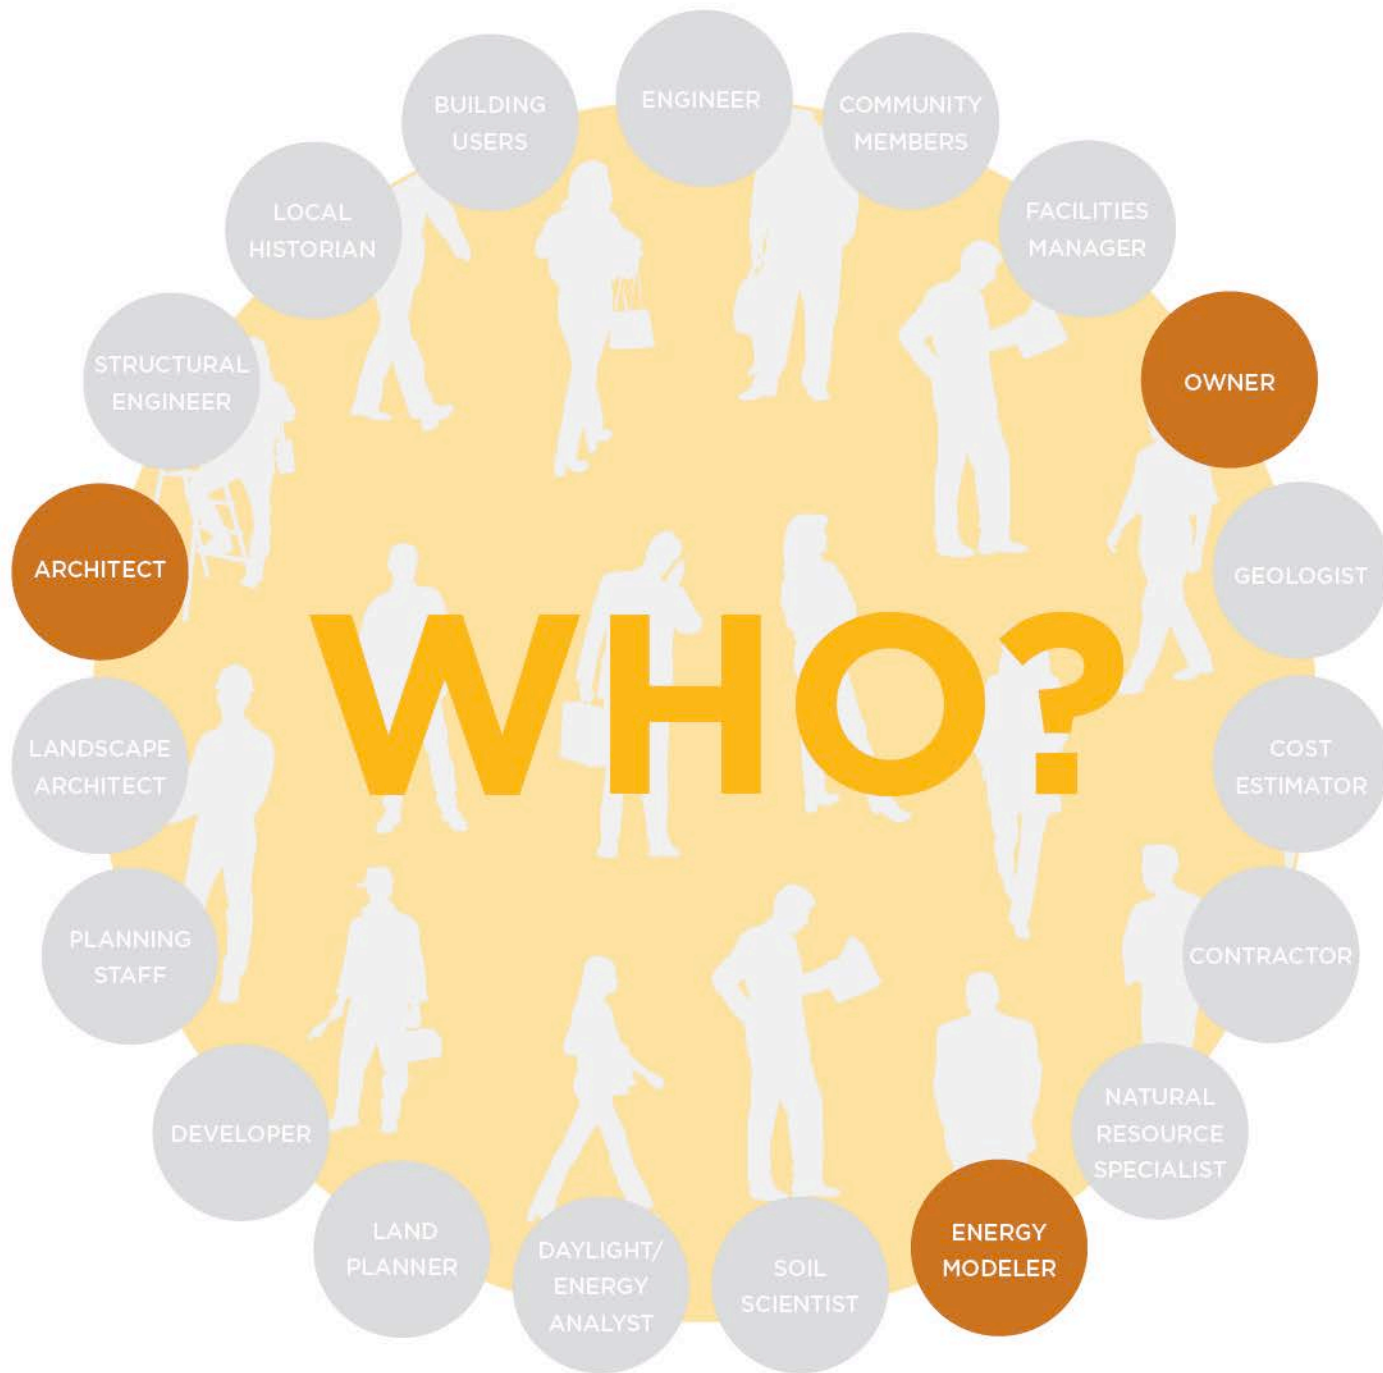 ENGINEER
COMMUNITY
MEMBERS
FACILITIES
MANAGER
OWNER
GEOLOGIST
COST
ESTIMATOR
CONTRACTOR
NATURAL
RESOURCE
SPECIALIST
ENERGY
MODELER
SOIL
SCIENTIST
DAYLIGHT/
ENERGY
ANALYST
LAND
PLANNER
DEVELOPER
PLANNING
STAFF
LANDSCAPE
ARCHITECT
ARCHITECT
STRUCTURAL
ENGINEER
LOCAL
HISTORIAN
BUILDING
USERS
WHO?